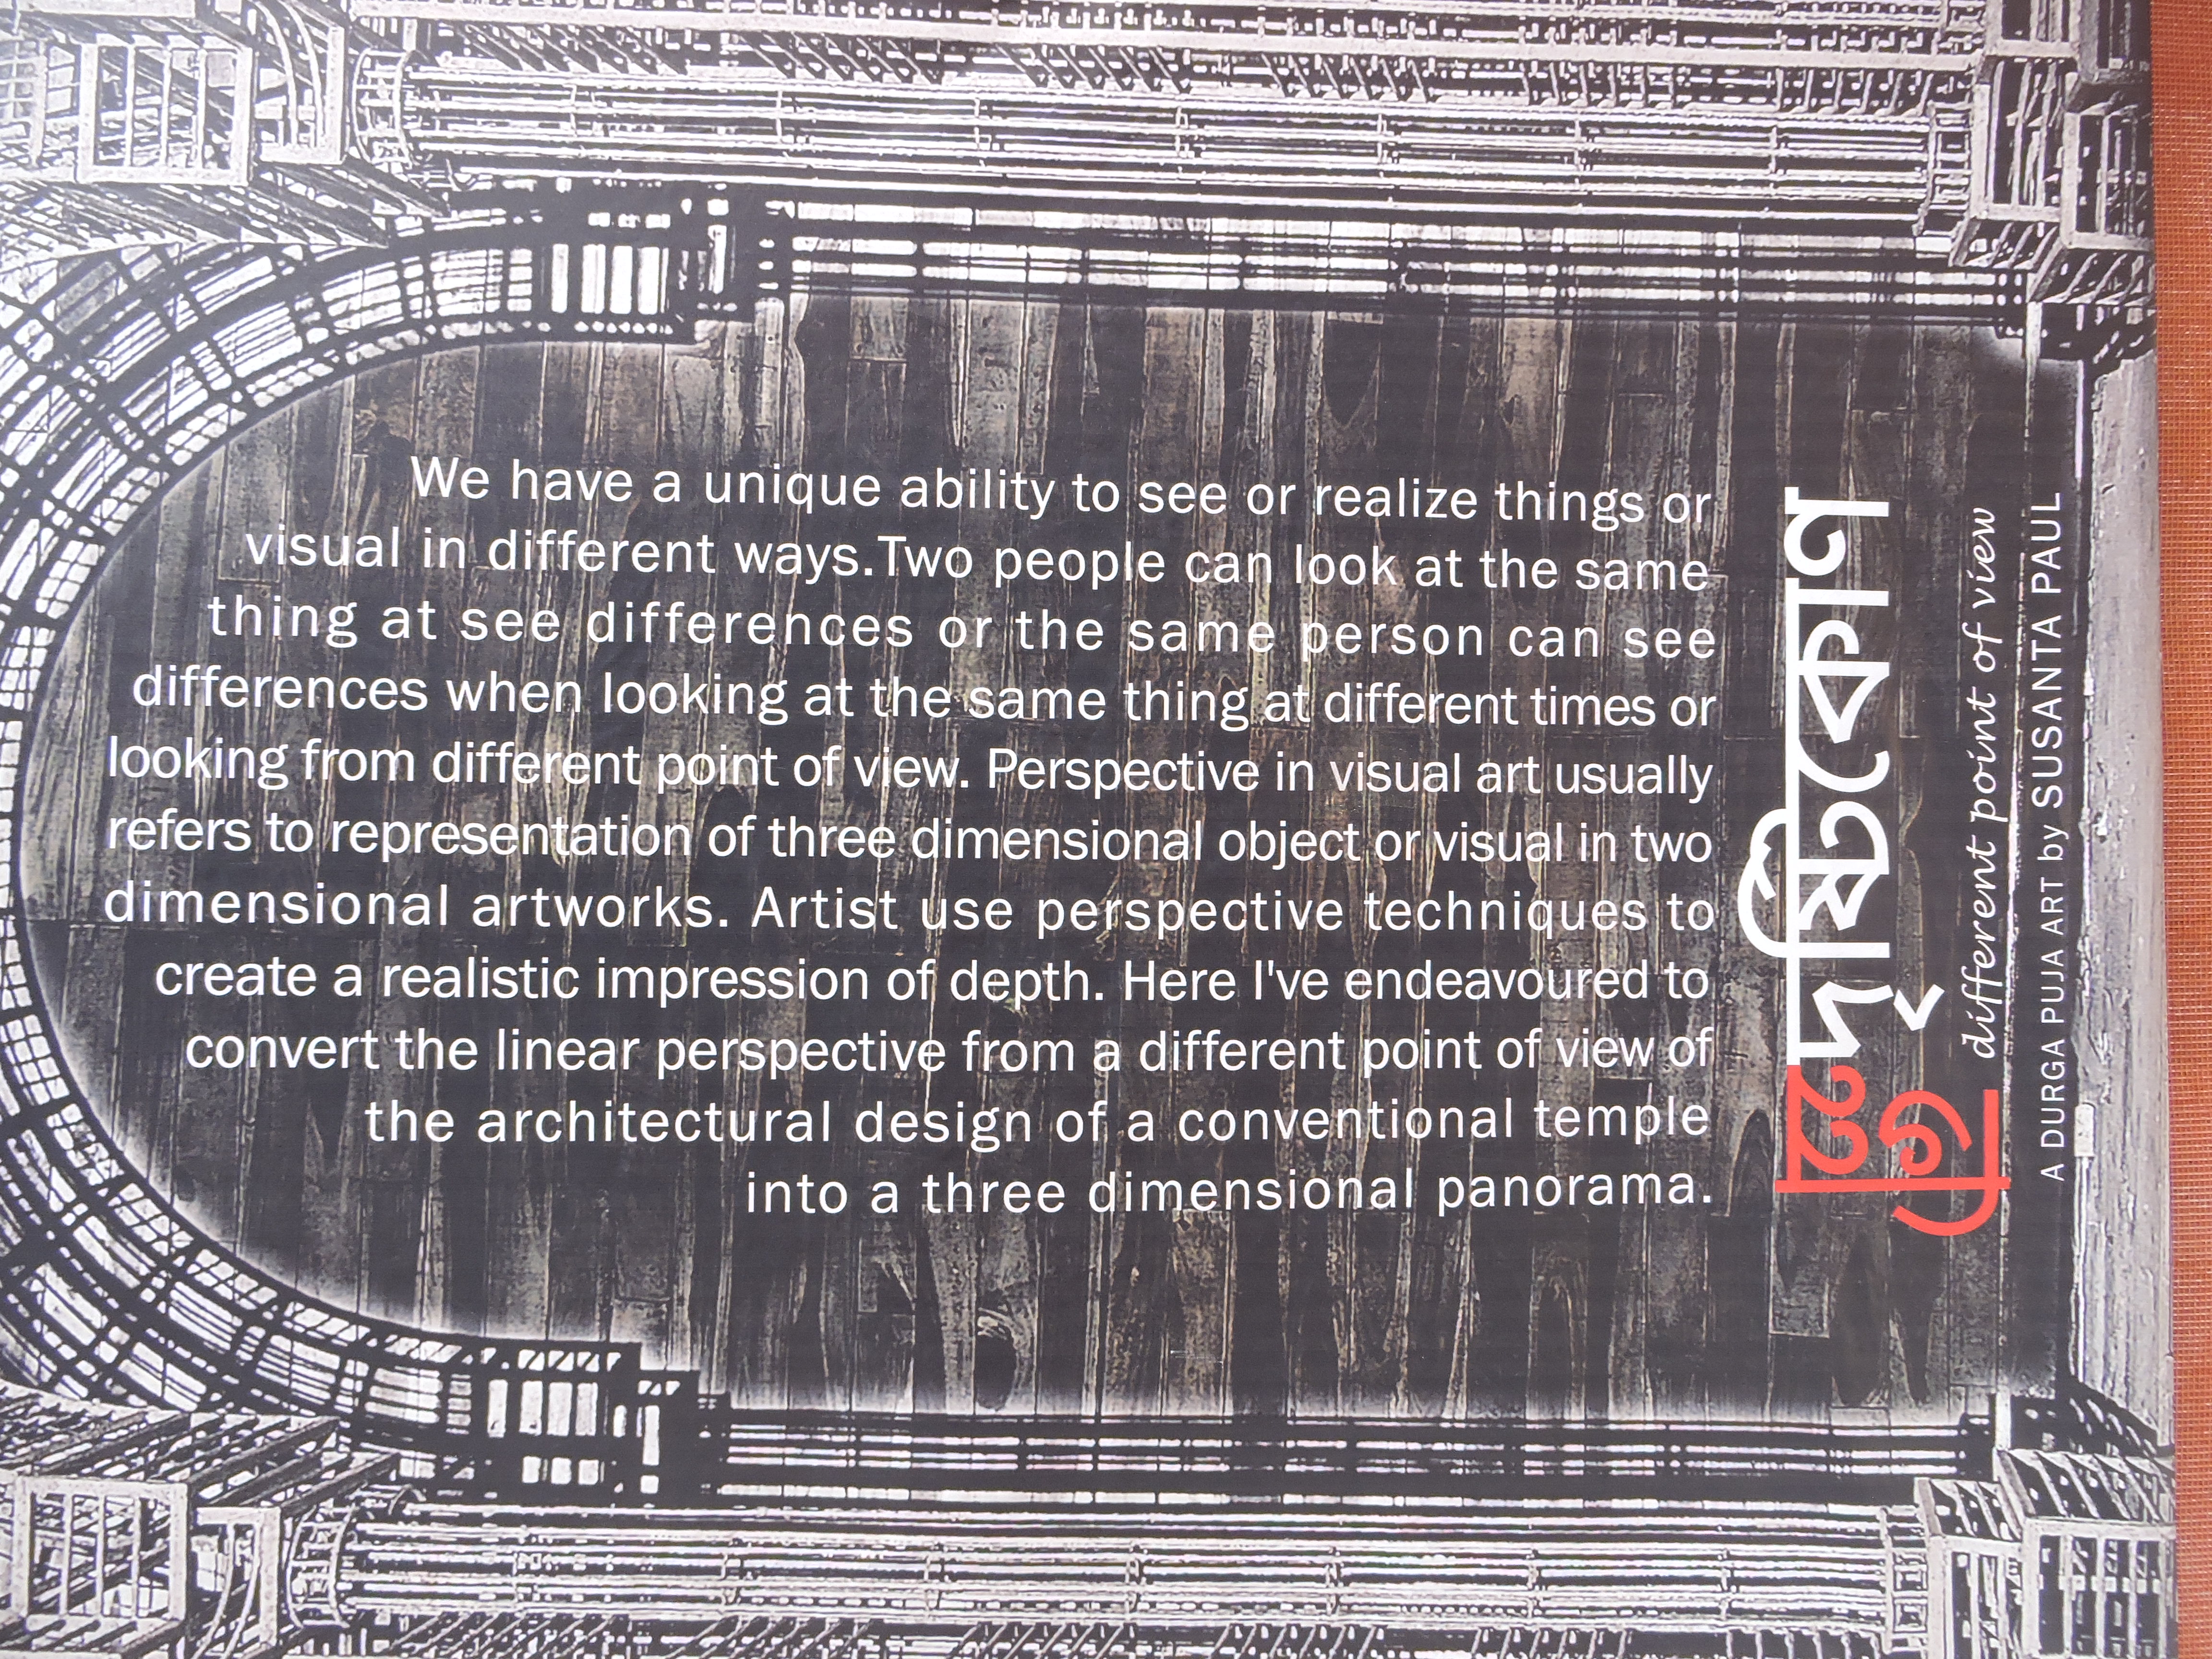 We have a unique ability to see or realize things or
visual in different ways.Two people can look at the same
thing at see differences or the same person can see
differences when looking at the same thing at different times or
looking from different point of view. Perspective in visual art usually
refers to representation of three dimensional object or visual in two
dimensional artworks. Artist use perspective techniques to
create a realistic impression of depth. Here I've endeavoured to
convert the linear perspective from a different point of view of
the architectural design of a conventional temple
into a three dimensional panorama.
দৃষ্টিকোন
different point of view
A DURGA PUJA ART by SUSANTA PAUL